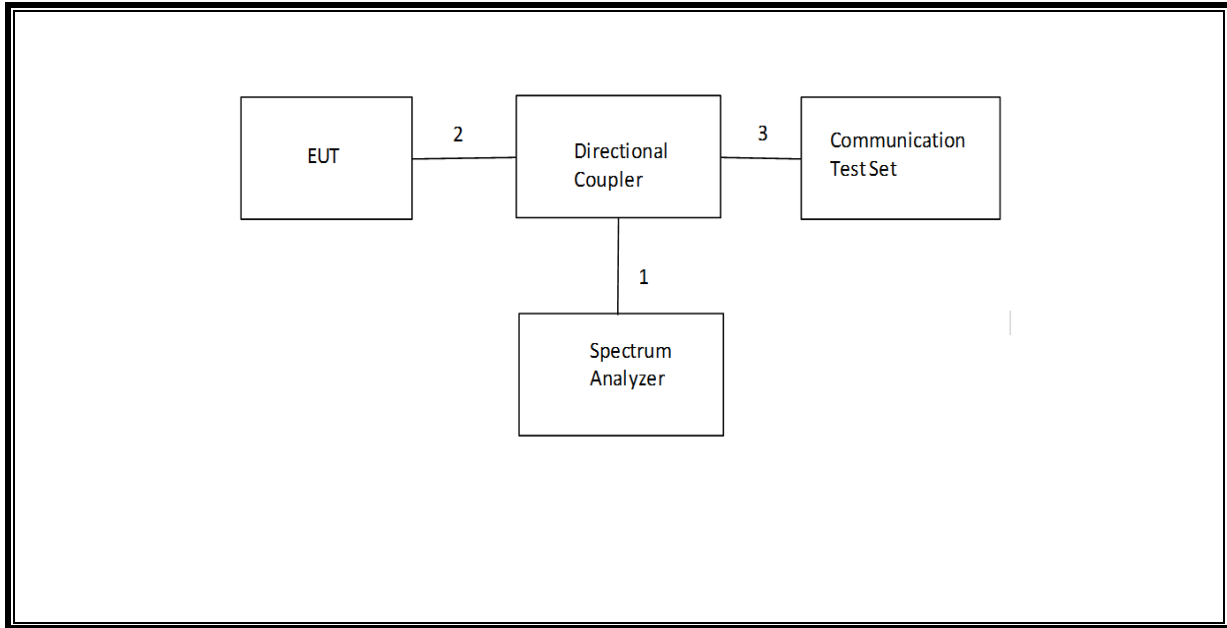 EUT
2
Directional
Coupler
3
Communication
Test Set
1
Spectrum
Analyzer